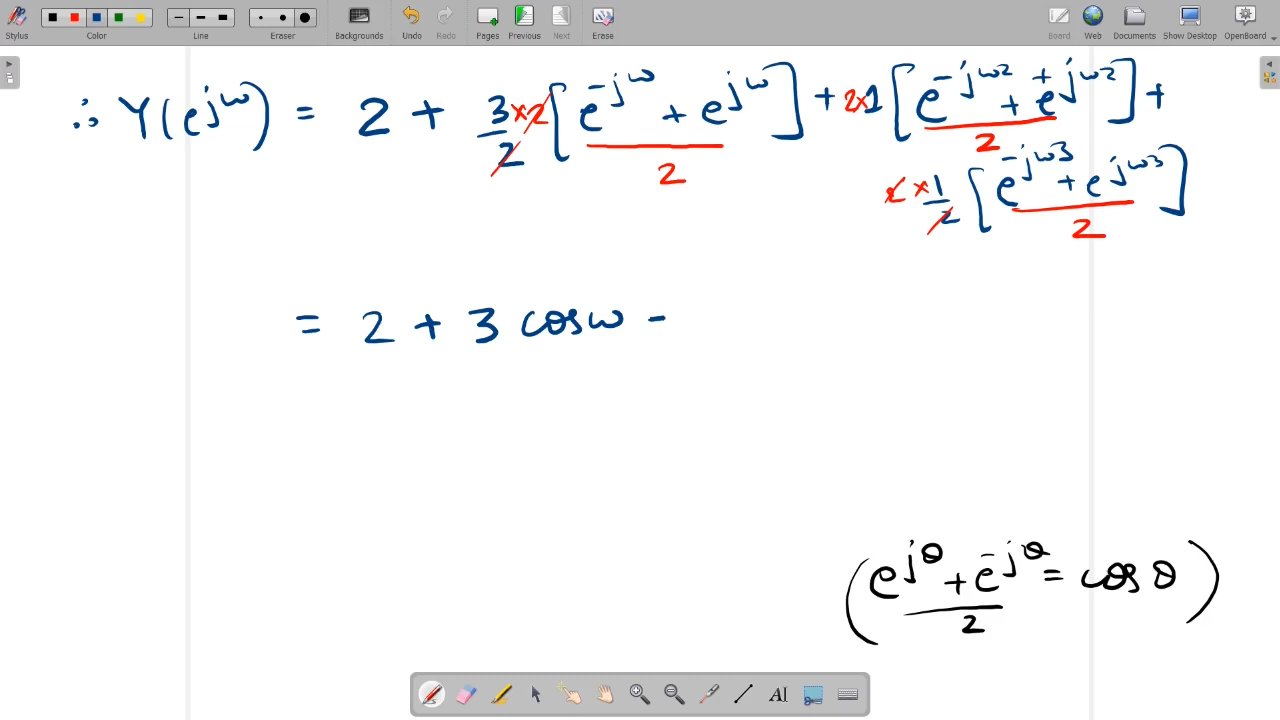 Stylus Color Line Eraser Backgrounds Undo Redo Pages Previous Next Erase Board Web Documents Show Desktop OpenBoard
∴ Y(e^{jω}) = 2 + 3/2 ×2 [(e^{-jω} + e^{jω})/2] + 2×1 [(e^{-jω2} + e^{+jω2})/2] +
2 × 1/2 [(e^{-jω3} + e^{jω3})/2]
= 2 + 3 cosω -
((e^{jθ} + e^{-jθ})/2 = cos θ)
AI